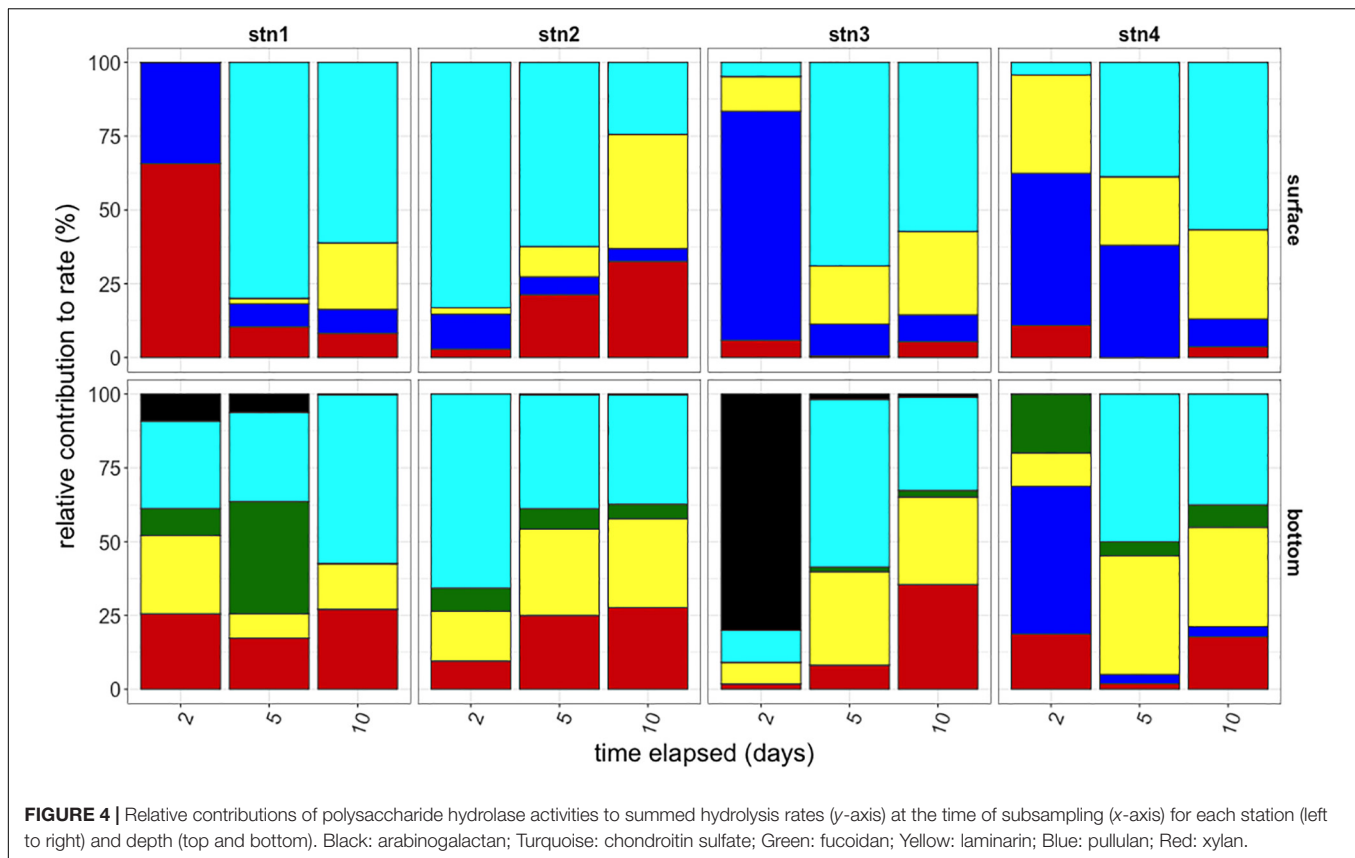 stn1 stn2 stn3 stn4
100
75
50
25
0
surface
100
75
50
25
0
bottom
relative contribution to rate (%)
2 5 10 2 5 10 2 5 10 2 5 10
time elapsed (days)
FIGURE 4 | Relative contributions of polysaccharide hydrolase activities to summed hydrolysis rates (y-axis) at the time of subsampling (x-axis) for each station (left
to right) and depth (top and bottom). Black: arabinogalactan; Turquoise: chondroitin sulfate; Green: fucoidan; Yellow: laminarin; Blue: pullulan; Red: xylan.